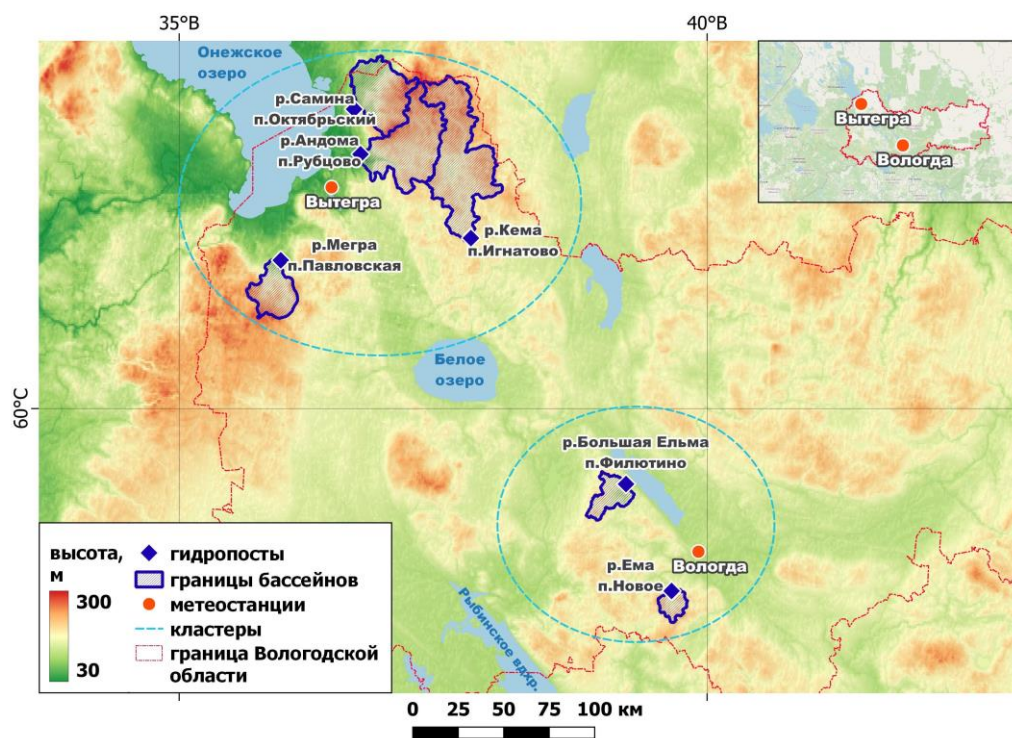 35°В
40°В
Онежское
озеро
р.Самина
п.Октябрьский
р.Андома
п.Рубцово
Вытегра
р.Мегра
п.Павловская
р.Кема
п.Игнатово
Вытегра
Вологда
Белое
озеро
60°С
р.Большая Ельма
п.Филютино
р.Ема
п.Новое
Вологда
Рыбинское вдхр.
высота,
м
300
30
гидропосты
границы бассейнов
метеостанции
кластеры
граница Вологодской
области
0 25 50 75 100 км